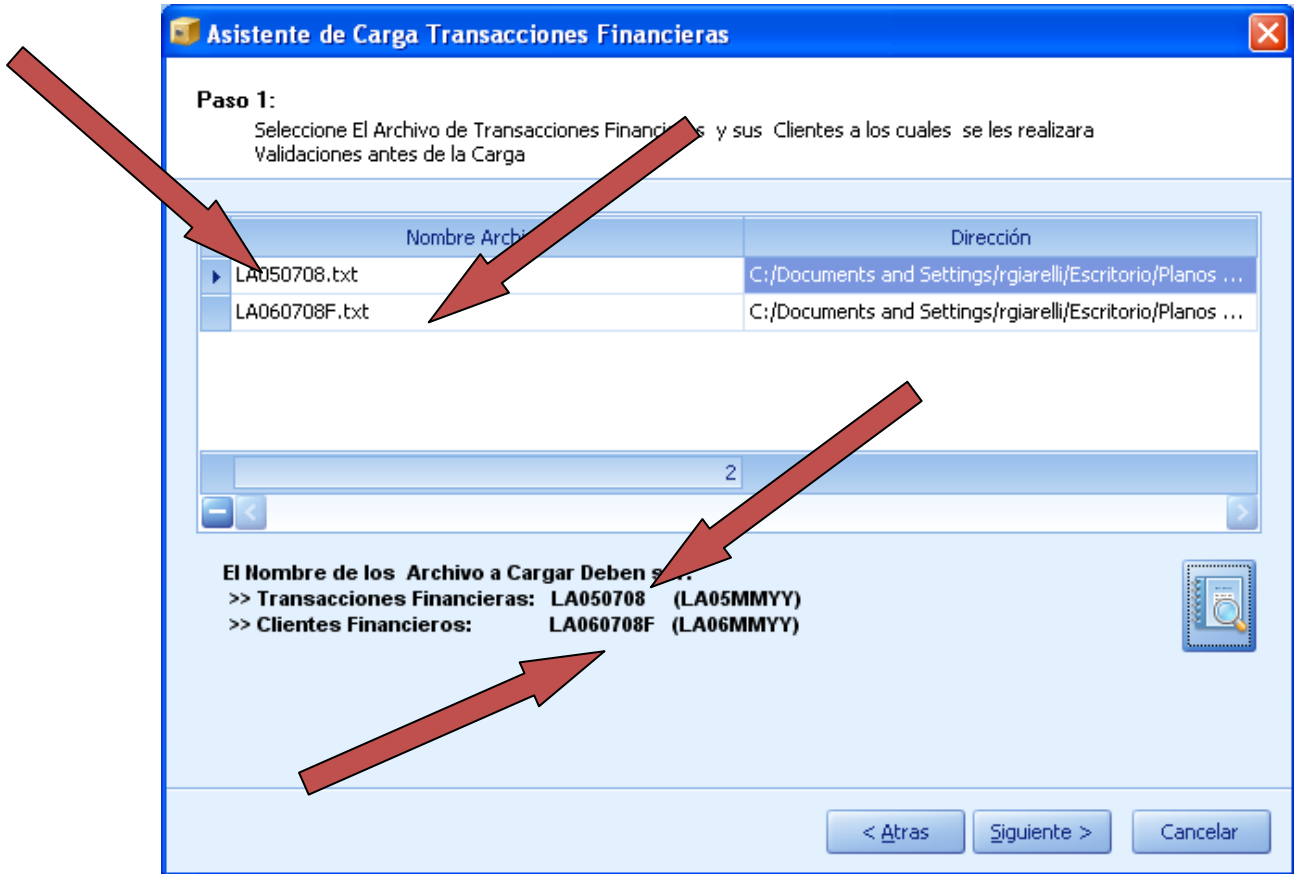 Asistente de Carga Transacciones Financieras
Paso 1:
Seleccione El Archivo de Transacciones y sus Clientes a los cuales se les realizara
Validaciones antes de la Carga
Nombre Dirección
LA050708.txt C:/Documents and Settings/rgiarelli/Escritorio/Planos ...
LA060708F.txt C:/Documents and Settings/rgiarelli/Escritorio/Planos ...
2
El Nombre de los Archivo a Cargar Deben
>> Transacciones Financieras: LA050708 (LA05MMYY)
>> Clientes Financieros: LA060708F (LA06MMYY)
< Atras Siguiente > Cancelar